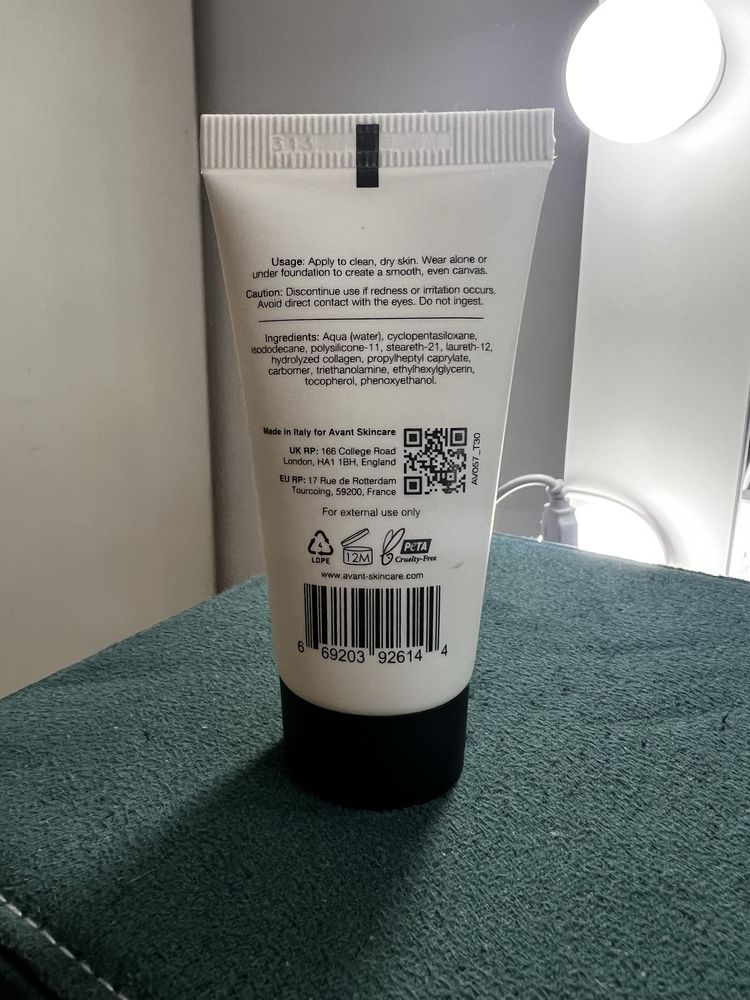 Usage: Apply to clean, dry skin. Wear alone or
under foundation to create a smooth, even canvas.
Caution: Discontinue use if redness or irritation occurs.
Avoid direct contact with the eyes. Do not ingest.
Ingredients: Aqua (water), cyclopentasiloxane,
isododecane, polysilicone-11, steareth-21, laureth-12,
hydrolyzed collagen, propylheptyl caprylate,
carbomer, triethanolamine, ethylhexylglycerin,
tocopherol, phenoxyethanol.
Made in Italy for Avant Skincare
UK RP: 166 College Road
London, HA1 1BH, England
EU RP: 17 Rue de Rotterdam
Tourcoing, 59200, France
AV057_T30
For external use only
4
LDPE
12M
PETA
Cruelty-Free
www.avant-skincare.com
6 69203 92614 4